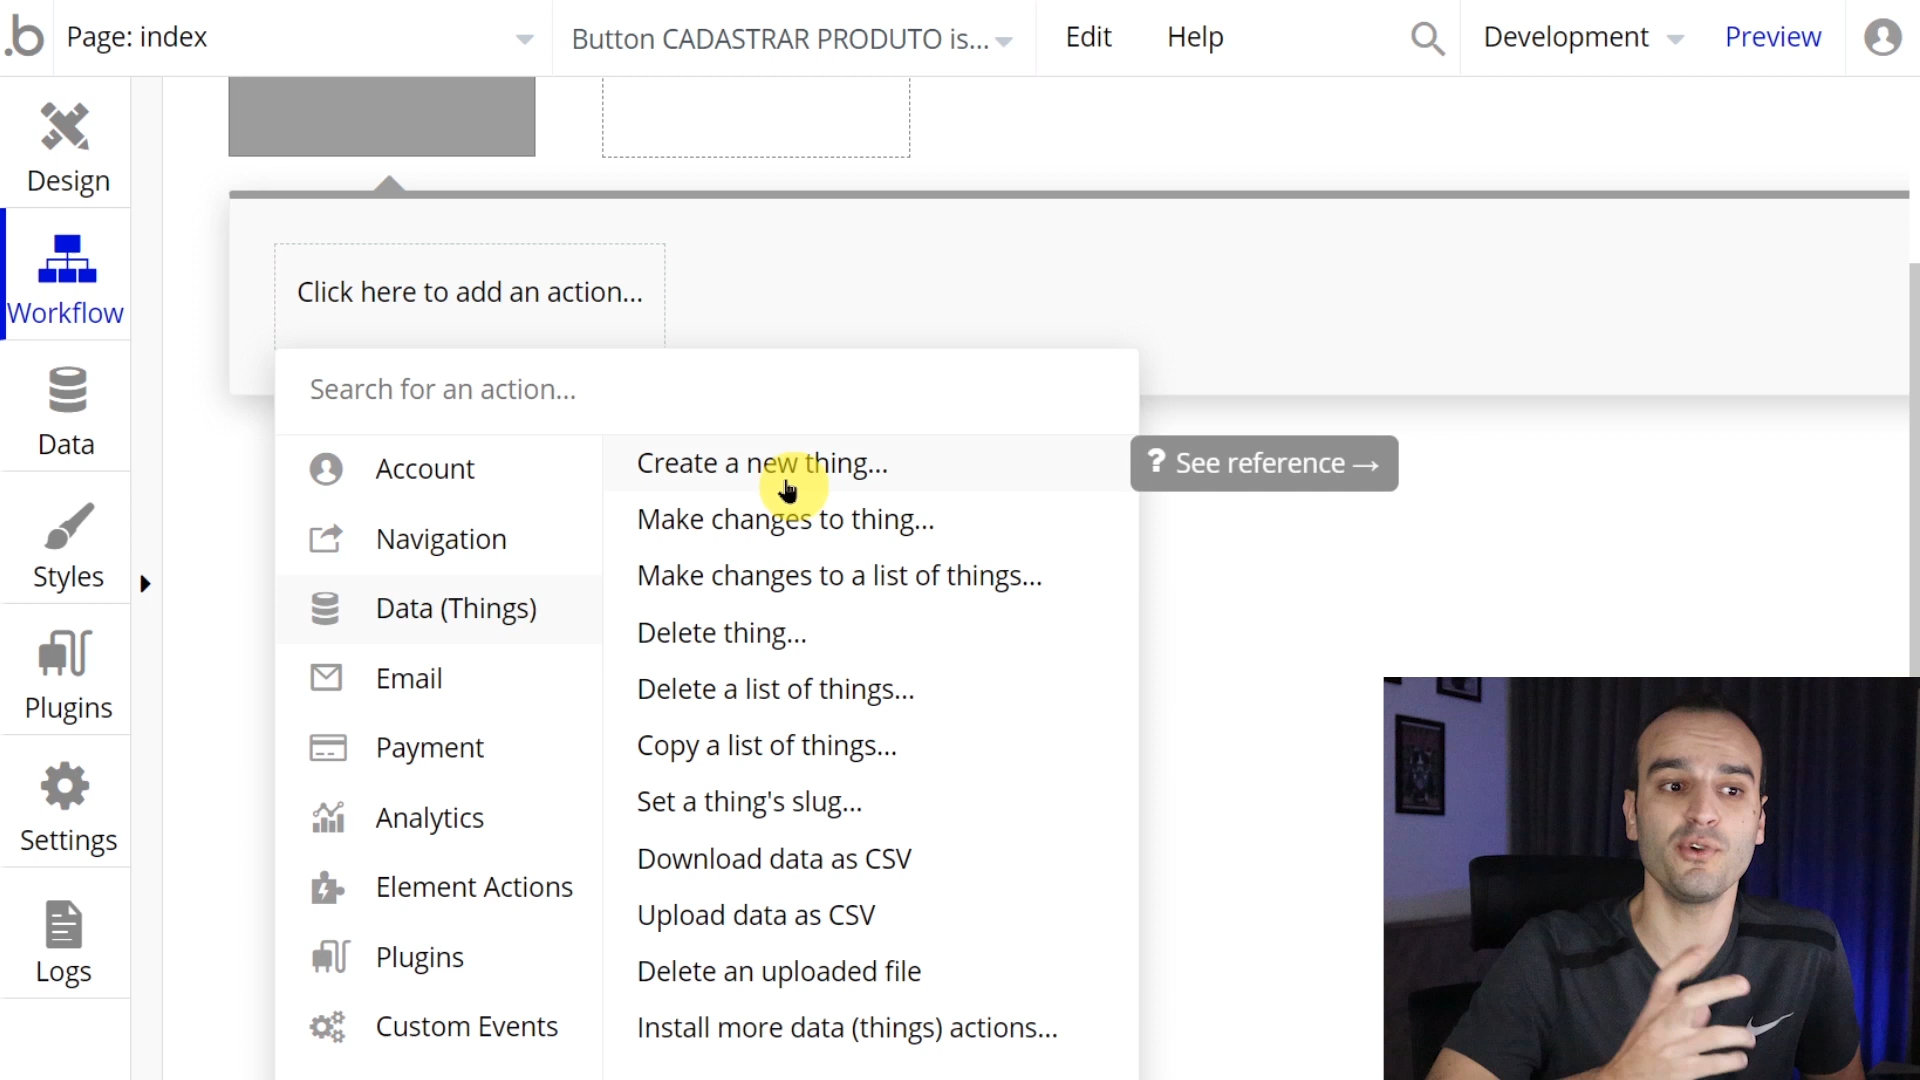 .b
Page: index
Button CADASTRAR PRODUTO is...
Edit
Help
Development
Preview
Design
Workflow
Data
Styles
Plugins
Settings
Logs
Click here to add an action...
Search for an action...
Account
Navigation
Data (Things)
Email
Payment
Analytics
Element Actions
Plugins
Custom Events
Create a new thing...
Make changes to thing...
Make changes to a list of things...
Delete thing...
Delete a list of things...
Copy a list of things...
Set a thing's slug...
Download data as CSV
Upload data as CSV
Delete an uploaded file
Install more data (things) actions...
? See reference →